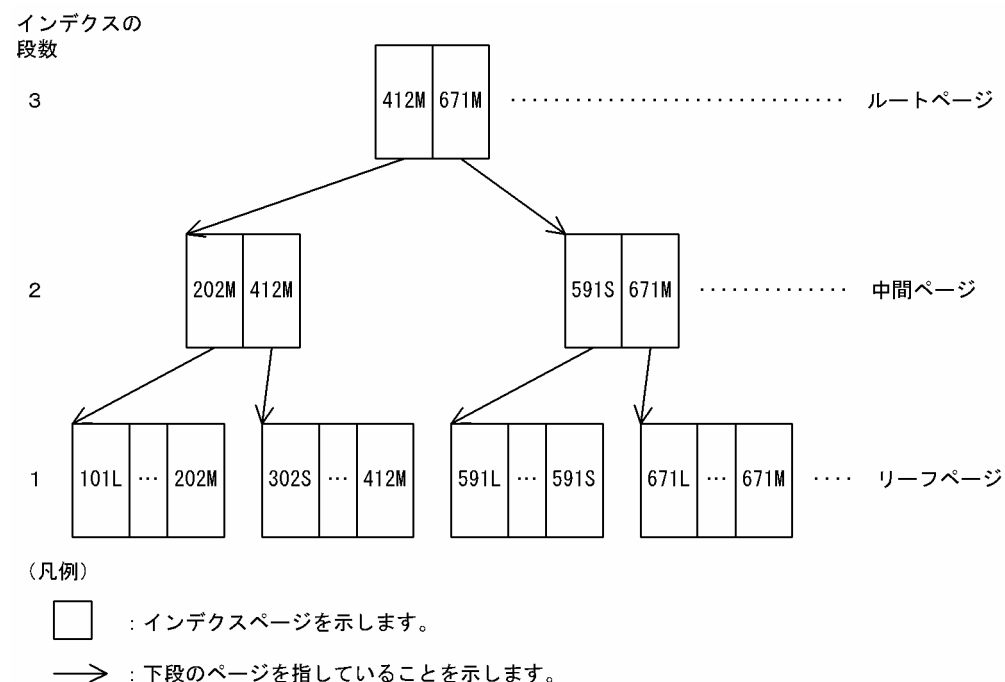 インデクスの
段数
3 412M 671M ······························ ルートページ
2 202M 412M 591S 671M ·············· 中間ページ
1 101L … 202M 302S … 412M 591L … 591S 671L … 671M ···· リーフページ
(凡例)
:インデクスページを示します。
:下段のページを指していることを示します。